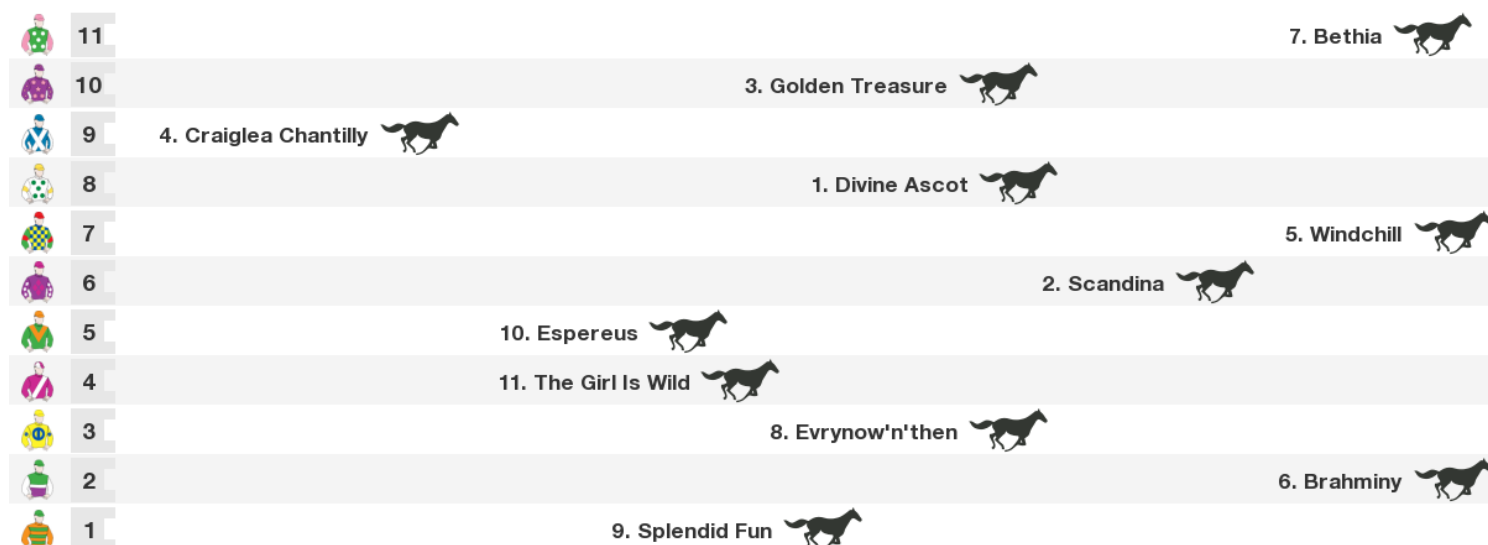 11 7. Bethia
10 3. Golden Treasure
9 4. Craiglea Chantilly
8 1. Divine Ascot
7 5. Windchill
6 2. Scandina
5 10. Espereus
4 11. The Girl Is Wild
3 8. Evrynow'n'then
2 6. Brahminy
1 9. Splendid Fun